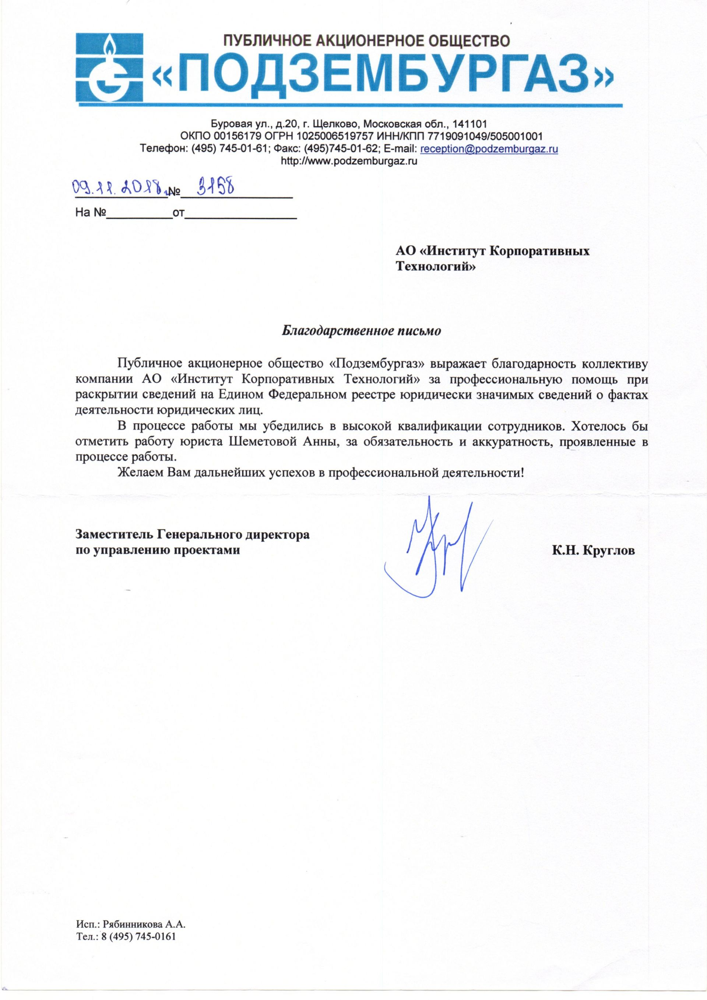 ПУБЛИЧНОЕ АКЦИОНЕРНОЕ ОБЩЕСТВО
«ПОДЗЕМБУРГАЗ»
Буровая ул., д.20, г. Щелково, Московская обл., 141101
ОКПО 00156179 ОГРН 1025006519757 ИНН/КПП 7719091049/505001001
Телефон: (495) 745-01-61; Факс: (495)745-01-62; E-mail: reception@podzemburgaz.ru
http://www.podzemburgaz.ru
09.11.2018г. № 3158
На №__________от_________________
АО «Институт Корпоративных
Технологий»
Благодарственное письмо
Публичное акционерное общество «Подзембургаз» выражает благодарность коллективу
компании АО «Институт Корпоративных Технологий» за профессиональную помощь при
раскрытии сведений на Едином Федеральном реестре юридически значимых сведений о фактах
деятельности юридических лиц.
В процессе работы мы убедились в высокой квалификации сотрудников. Хотелось бы
отметить работу юриста Шеметовой Анны, за обязательность и аккуратность, проявленные в
процессе работы.
Желаем Вам дальнейших успехов в профессиональной деятельности!
Заместитель Генерального директора
по управлению проектами К.Н. Круглов
Исп.: Рябинникова А.А.
Тел.: 8 (495) 745-0161